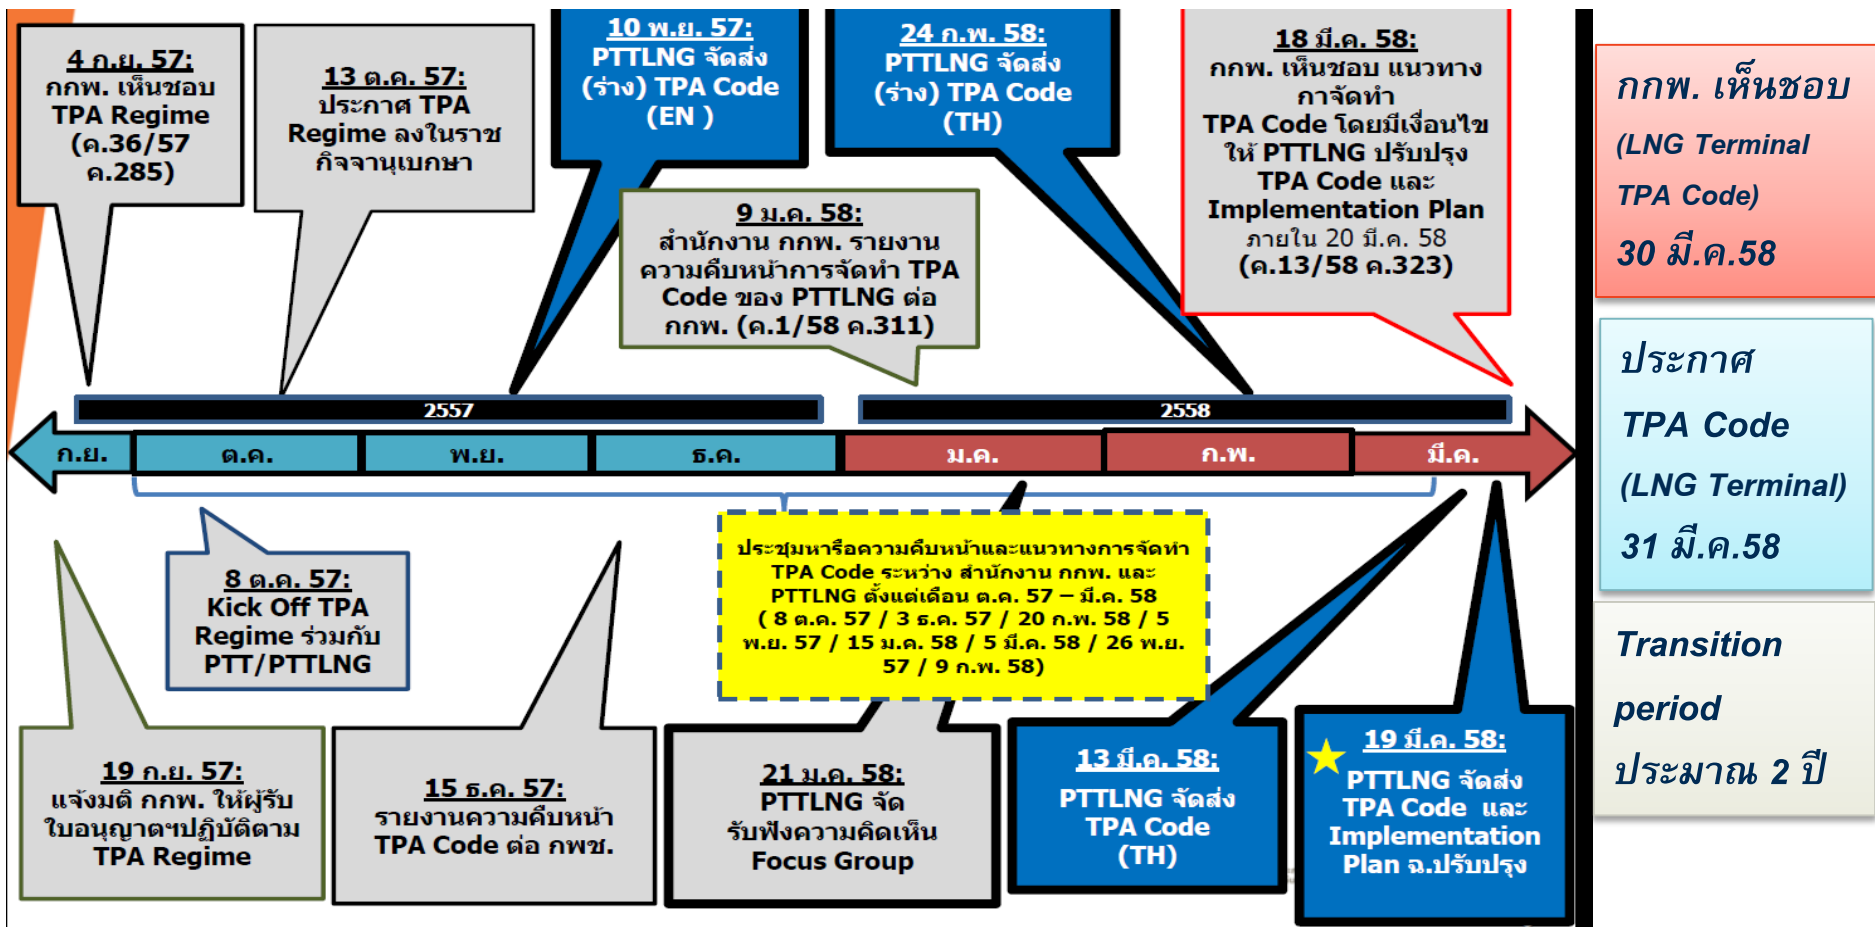 4 ก.ย. 57:
กกพ. เห็นชอบ
TPA Regime
(ค.36/57
ค.285)
13 ต.ค. 57:
ประกาศ TPA
Regime ลงในราช
กิจจานุเบกษา
10 พ.ย. 57:
PTTLNG จัดส่ง
(ร่าง) TPA Code
(EN )
24 ก.พ. 58:
PTTLNG จัดส่ง
(ร่าง) TPA Code
(TH)
18 มี.ค. 58:
กกพ. เห็นชอบ แนวทาง
กาจัดทำ
TPA Code โดยมีเงื่อนไข
ให้ PTTLNG ปรับปรุง
TPA Code และ
Implementation Plan
ภายใน 20 มี.ค. 58
(ค.13/58 ค.323)
9 ม.ค. 58:
สำนักงาน กกพ. รายงาน
ความคืบหน้าการจัดทำ TPA
Code ของ PTTLNG ต่อ
กกพ. (ค.1/58 ค.311)
2557
2558
ก.ย.
ต.ค.
พ.ย.
ธ.ค.
ม.ค.
ก.พ.
มี.ค.
8 ต.ค. 57:
Kick Off TPA
Regime ร่วมกับ
PTT/PTTLNG
ประชุมหารือความคืบหน้าและแนวทางการจัดทำ
TPA Code ระหว่าง สำนักงาน กกพ. และ
PTTLNG ตั้งแต่เดือน ต.ค. 57 – มี.ค. 58
( 8 ต.ค. 57 / 3 ธ.ค. 57 / 20 ก.พ. 58 / 5
พ.ย. 57 / 15 ม.ค. 58 / 5 มี.ค. 58 / 26 พ.ย.
57 / 9 ก.พ. 58)
19 ก.ย. 57:
แจ้งมติ กกพ. ให้ผู้รับ
ใบอนุญาตฯปฏิบัติตาม
TPA Regime
15 ธ.ค. 57:
รายงานความคืบหน้า
TPA Code ต่อ กพช.
21 ม.ค. 58:
PTTLNG จัด
รับฟังความคิดเห็น
Focus Group
13 มี.ค. 58:
PTTLNG จัดส่ง
TPA Code
(TH)
19 มี.ค. 58:
PTTLNG จัดส่ง
TPA Code และ
Implementation
Plan ฉ.ปรับปรุง
กกพ. เห็นชอบ
(LNG Terminal
TPA Code)
30 มี.ค.58
ประกาศ
TPA Code
(LNG Terminal)
31 มี.ค.58
Transition
period
ประมาณ 2 ปี